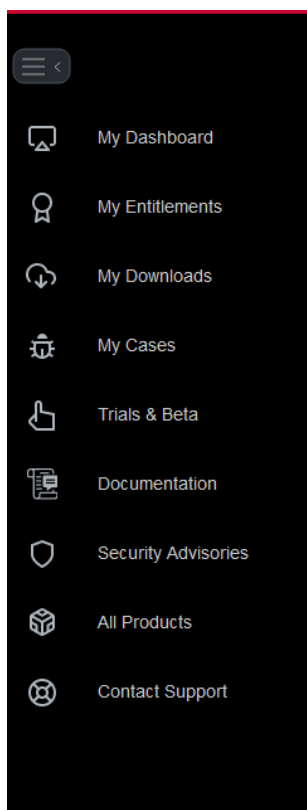 My Dashboard
My Entitlements
My Downloads
My Cases
Trials & Beta
Documentation
Security Advisories
All Products
Contact Support